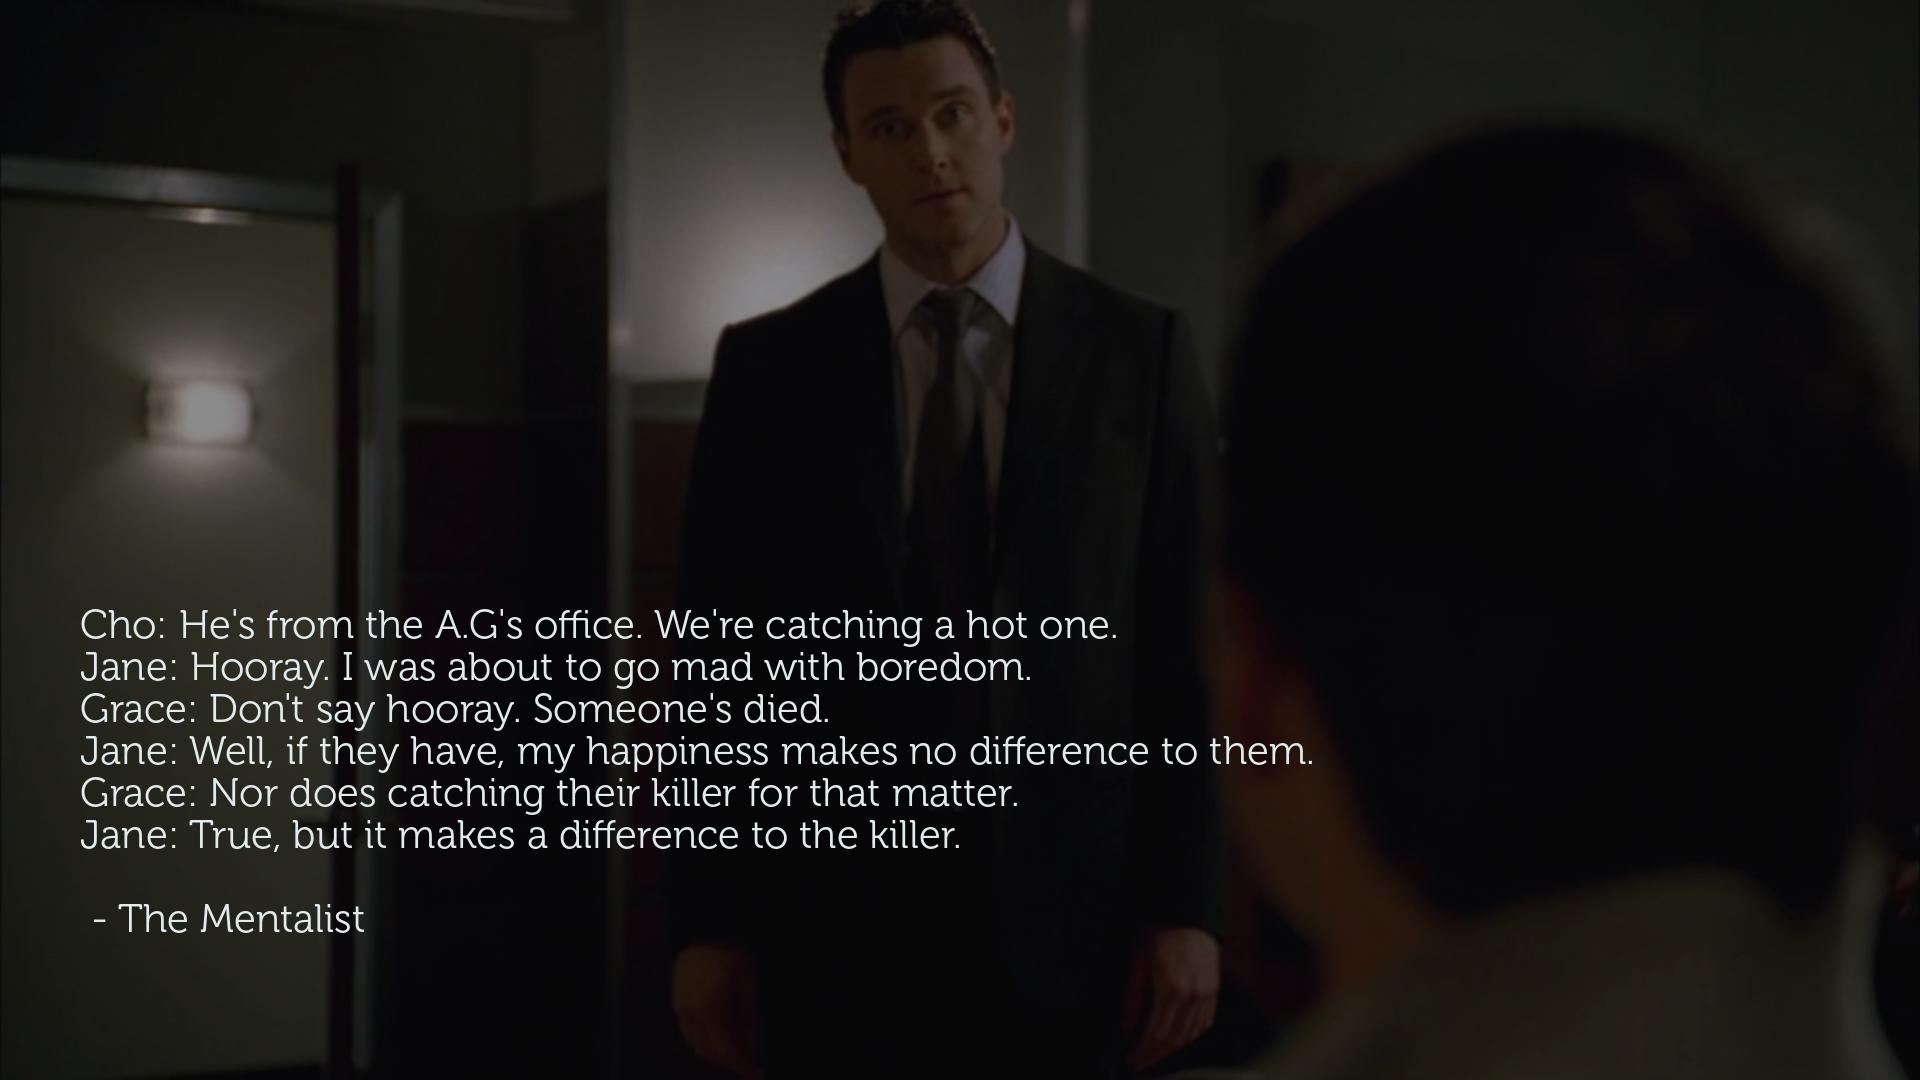 Cho: He's from the A.G's office. We're catching a hot one.
Jane: Hooray. I was about to go mad with boredom.
Grace: Don't say hooray. Someone's died.
Jane: Well, if they have, my happiness makes no difference to them.
Grace: Nor does catching their killer for that matter.
Jane: True, but it makes a difference to the killer.
- The Mentalist